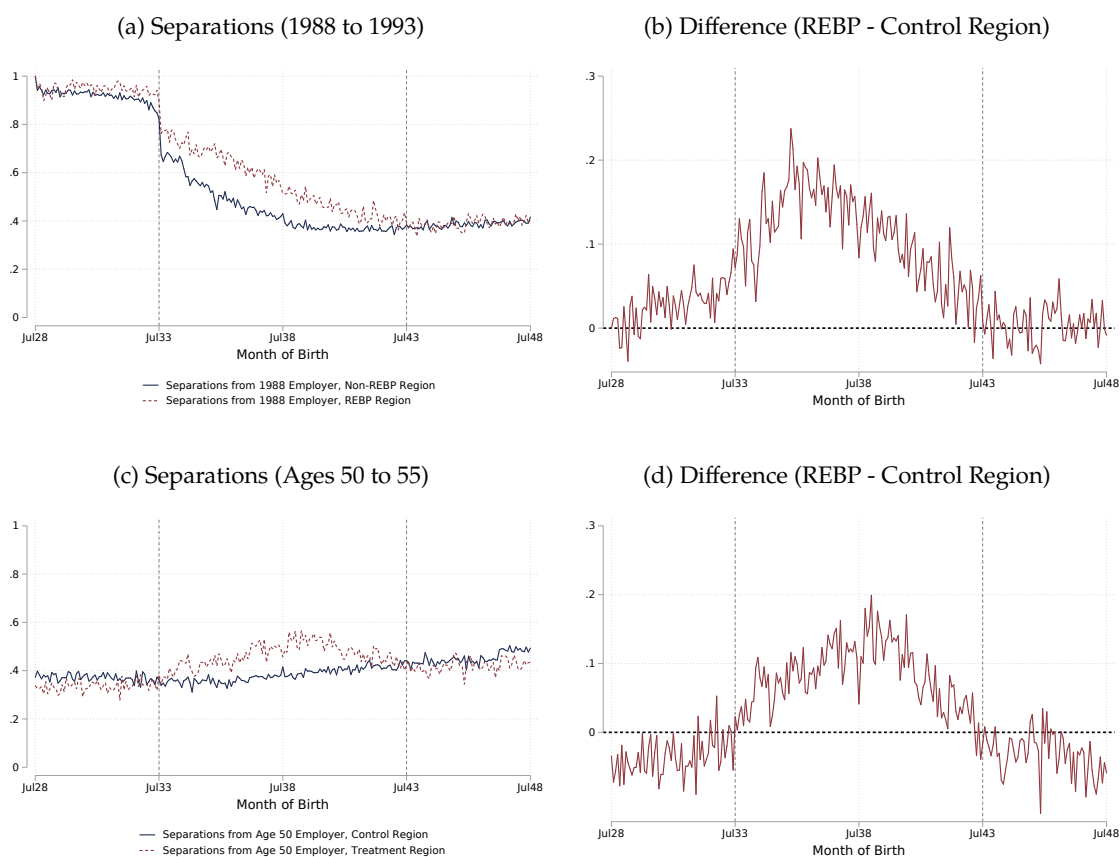 (a) Separations (1988 to 1993)
1
.8
.6
.4
.2
0
Jul28 Jul33 Jul38 Jul43 Jul48
Month of Birth
Separations from 1988 Employer, Non-REBP Region
Separations from 1988 Employer, REBP Region
(b) Difference (REBP - Control Region)
.3
.2
.1
0
Jul28 Jul33 Jul38 Jul43 Jul48
Month of Birth
(c) Separations (Ages 50 to 55)
1
.8
.6
.4
.2
0
Jul28 Jul33 Jul38 Jul43 Jul48
Month of Birth
Separations from Age 50 Employer, Control Region
Separations from Age 50 Employer, Treatment Region
(d) Difference (REBP - Control Region)
.3
.2
.1
0
Jul28 Jul33 Jul38 Jul43 Jul48
Month of Birth